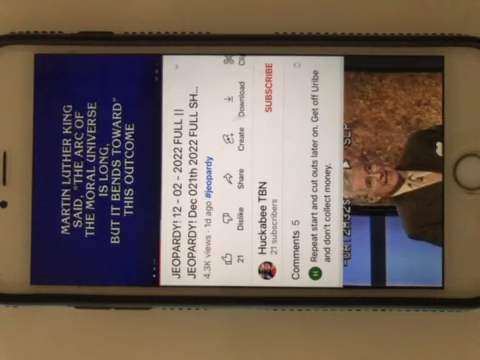 MARTIN LUTHER KING
SAID, "THE ARC OF
THE MORAL UNIVERSE
IS LONG,
BUT IT BENDS TOWARD"
THIS OUTCOME
JEOPARDY! 12 - 02 - 2022 FULL ||
JEOPARDY! Dec 021th 2022 FULL SH...
4.3K views · 1d ago #jeopardy
21 Dislike Share Create Download Cli
Huckabee TBN
21 subscribers
SUBSCRIBE
Comments 5
H
Repeat start and cut outs later on. Get off Uribe
and don't collect money.